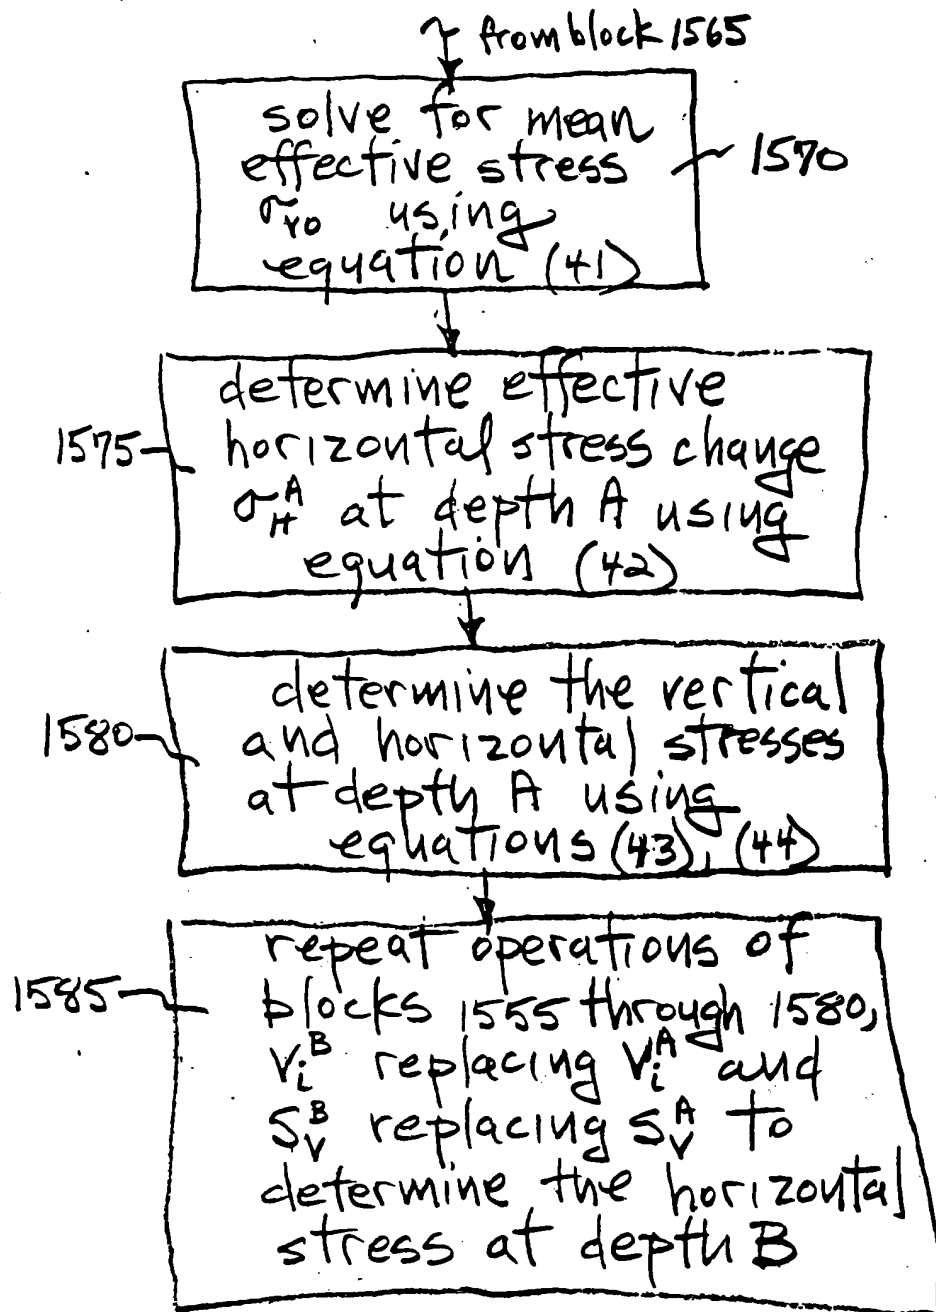 from block 1565
solve for mean
effective stress
1570
σ_r0 using
equation (41)
determine effective
1575
horizontal stress change
σ_H^A at depth A using
equation (42)
determine the vertical
1580
and horizontal stresses
at depth A using
equations (43), (44)
repeat operations of
1585
blocks 1555 through 1580,
V_i^B replacing V_i^A and
S_V^B replacing S_V^A to
determine the horizontal
stress at depth B